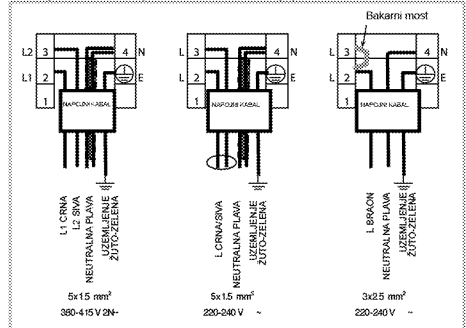 Bakarni most
L2 3 4 N
L1 2 E
1
NAPOJNI KABAL
L1 CRNA
L2 SIVA
NEUTRALNA PLAVA
UZEMLJENJE
ŽUTO-ZELENA
5x1.5 mm²
380-415 V 2N~
L 3 4 N
L 2 E
1
NAPOJNI KABAL
L CRNA/SIVA
NEUTRALNA PLAVA
UZEMLJENJE
ŽUTO-ZELENA
5x1.5 mm²
220-240 V ~
L 3 4 N
L 2 E
1
NAPOJNI KABAL
L BRAON
NEUTRALNA PLAVA
UZEMLJENJE
ŽUTO-ZELENA
3x2.5 mm²
220-240 V ~